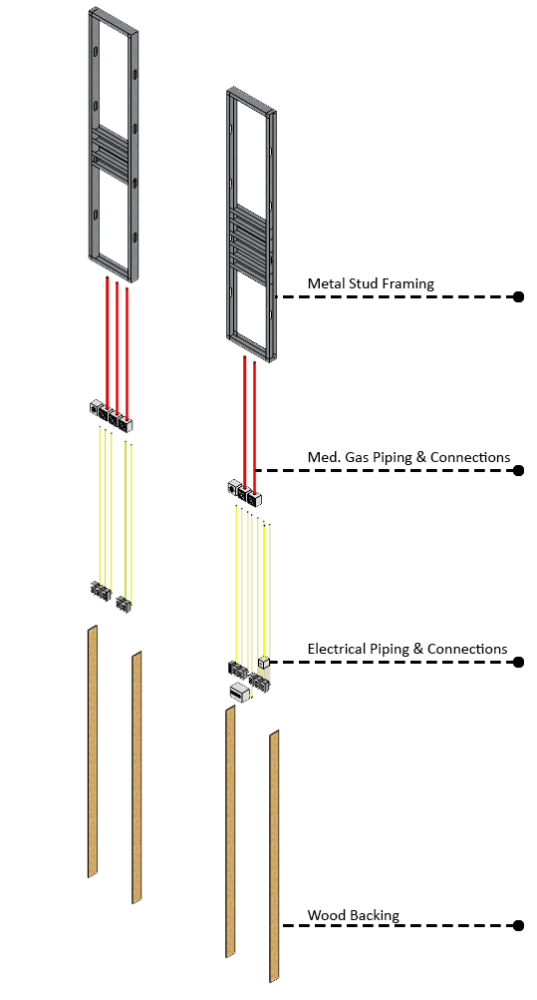 Metal Stud Framing
Med. Gas Piping & Connections
Electrical Piping & Connections
Wood Backing